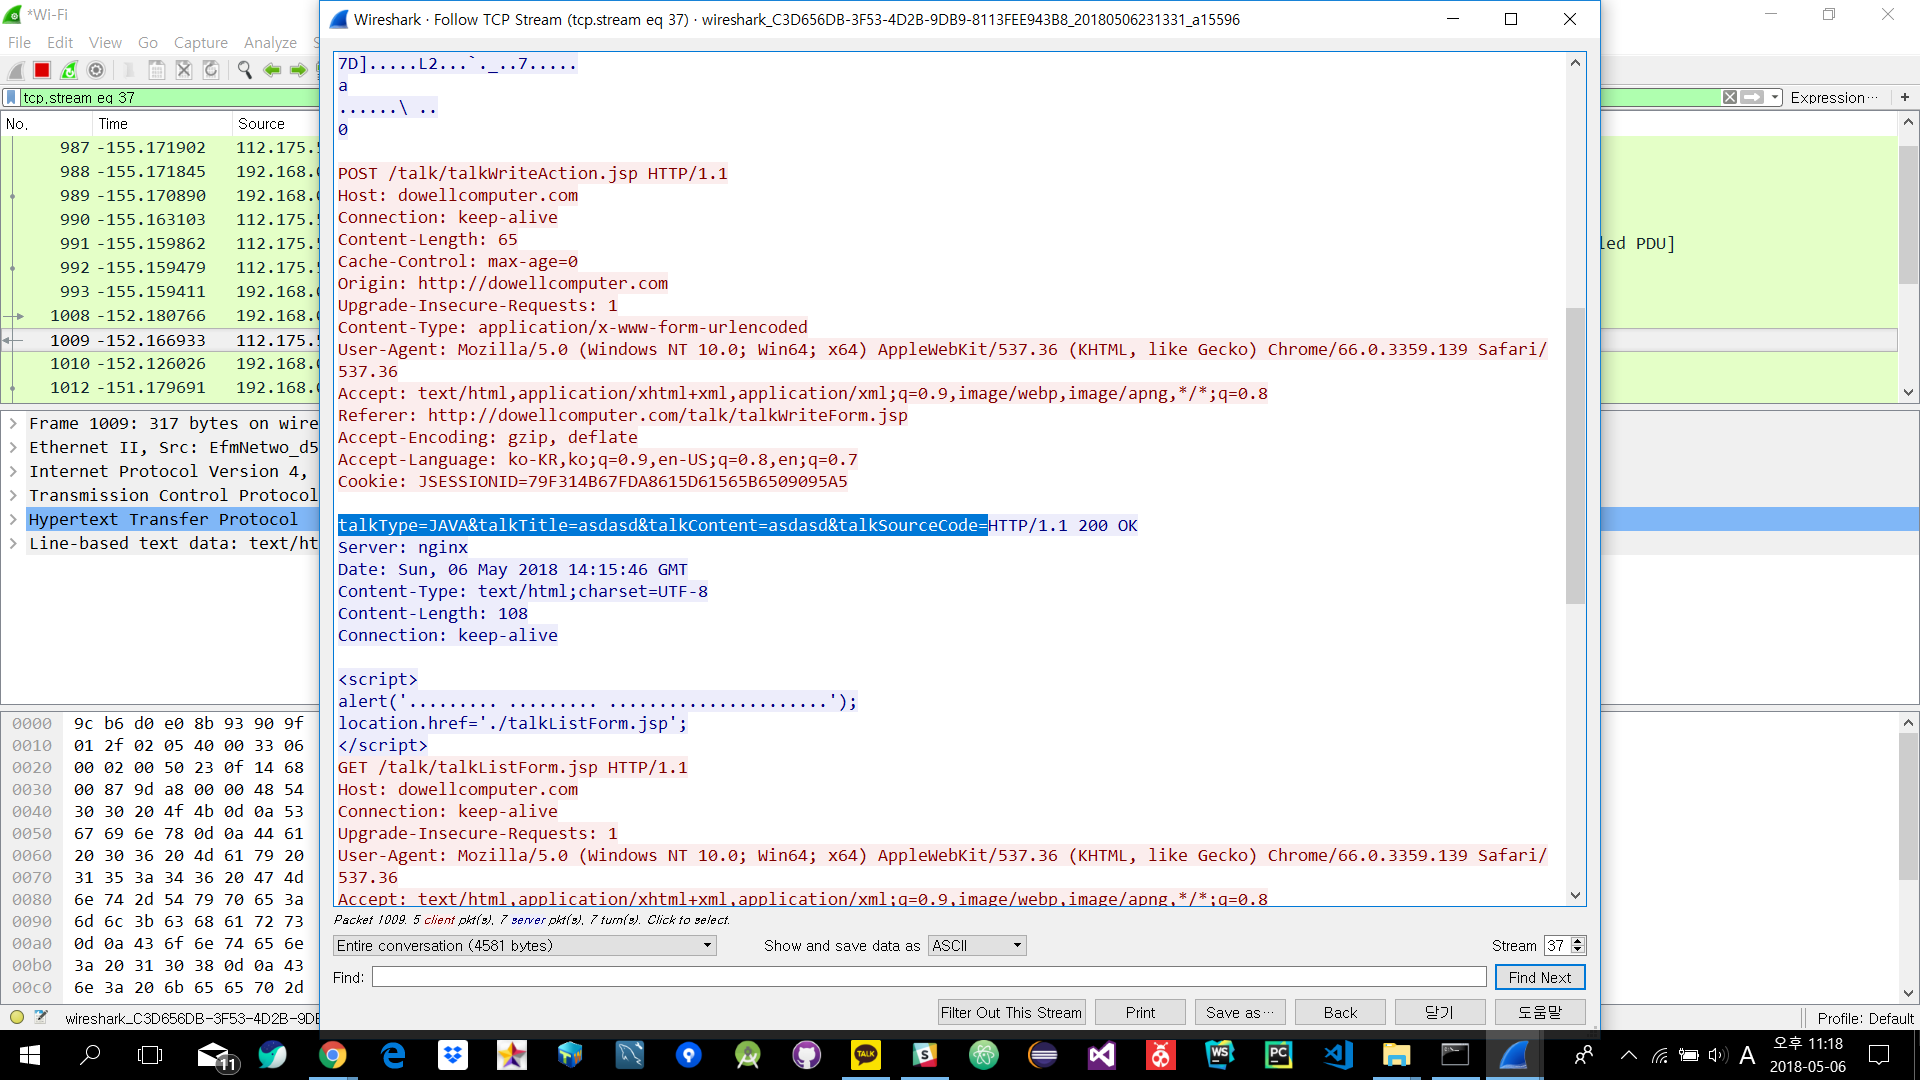 *Wi-Fi
Wireshark · Follow TCP Stream (tcp.stream eq 37) · wireshark_C3D656DB-3F53-4D2B-9DB9-8113FEE943B8_20180506231331_a15596
File Edit View Go Capture Analyze S
tcp.stream eq 37
Expression…
+
No. Time Source
987 -155.171902 112.175.5
988 -155.171845 192.168.0
989 -155.170890 192.168.0
990 -155.163103 112.175.5
991 -155.159862 112.175.5
led PDU]
992 -155.159479 112.175.5
993 -155.159411 192.168.0
1008 -152.180766 192.168.0
1009 -152.166933 112.175.5
1010 -152.126026 192.168.0
1012 -151.179691 192.168.0
Frame 1009: 317 bytes on wire
Ethernet II, Src: EfmNetwo_d5
Internet Protocol Version 4,
Transmission Control Protocol
Hypertext Transfer Protocol
Line-based text data: text/ht
0000 9c b6 d0 e0 8b 93 90 9f
0010 01 2f 02 05 40 00 33 06
0020 00 02 00 50 23 0f 14 68
0030 00 87 9d a8 00 00 48 54
0040 30 30 20 4f 4b 0d 0a 53
0050 67 69 6e 78 0d 0a 44 61
0060 20 30 36 20 4d 61 79 20
0070 31 35 3a 34 36 20 47 4d
0080 6e 74 2d 54 79 70 65 3a
0090 6d 6c 3b 63 68 61 72 73
00a0 0d 0a 43 6f 6e 74 65 6e
00b0 3a 20 31 30 38 0d 0a 43
00c0 6e 3a 20 6b 65 65 70 2d
7D].....L2...`._..7.....
a
......\ ..
0
POST /talk/talkWriteAction.jsp HTTP/1.1
Host: dowellcomputer.com
Connection: keep-alive
Content-Length: 65
Cache-Control: max-age=0
Origin: http://dowellcomputer.com
Upgrade-Insecure-Requests: 1
Content-Type: application/x-www-form-urlencoded
User-Agent: Mozilla/5.0 (Windows NT 10.0; Win64; x64) AppleWebKit/537.36 (KHTML, like Gecko) Chrome/66.0.3359.139 Safari/
537.36
Accept: text/html,application/xhtml+xml,application/xml;q=0.9,image/webp,image/apng,*/*;q=0.8
Referer: http://dowellcomputer.com/talk/talkWriteForm.jsp
Accept-Encoding: gzip, deflate
Accept-Language: ko-KR,ko;q=0.9,en-US;q=0.8,en;q=0.7
Cookie: JSESSIONID=79F314B67FDA8615D61565B6509095A5
talkType=JAVA&talkTitle=asdasd&talkContent=asdasd&talkSourceCode=HTTP/1.1 200 OK
Server: nginx
Date: Sun, 06 May 2018 14:15:46 GMT
Content-Type: text/html;charset=UTF-8
Content-Length: 108
Connection: keep-alive
<script>
alert('......... ......... ......................');
location.href='./talkListForm.jsp';
</script>
GET /talk/talkListForm.jsp HTTP/1.1
Host: dowellcomputer.com
Connection: keep-alive
Upgrade-Insecure-Requests: 1
User-Agent: Mozilla/5.0 (Windows NT 10.0; Win64; x64) AppleWebKit/537.36 (KHTML, like Gecko) Chrome/66.0.3359.139 Safari/
537.36
Accept: text/html,application/xhtml+xml,application/xml;q=0.9,image/webp,image/apng,*/*;q=0.8
Packet 1009. 5 client pkt(s), 7 server pkt(s), 7 turn(s). Click to select.
Entire conversation (4581 bytes)
Show and save data as ASCII
Stream 37
Find:
Find Next
Filter Out This Stream
Print
Save as…
Back
닫기
도움말
wireshark_C3D656DB-3F53-4D2B-9DB
Profile: Default
11
TALK
WS
PC
A
오후 11:18
2018-05-06